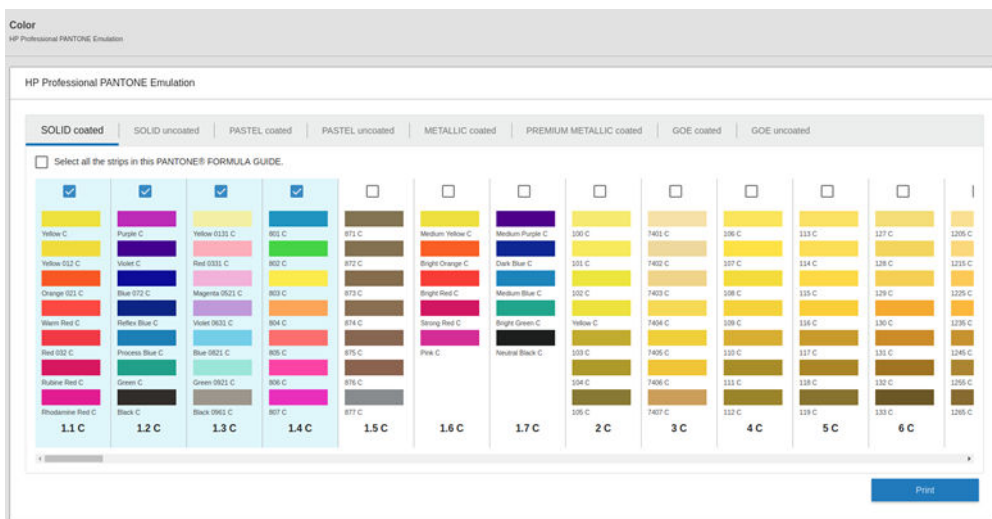 Color
HP Professional PANTONE Emulation
HP Professional PANTONE Emulation
SOLID coated SOLID uncoated PASTEL coated PASTEL uncoated METALLIC coated PREMIUM METALLIC coated GOE coated GOE uncoated
Select all the strips in this PANTONE® FORMULA GUIDE.
Yellow C Purple C Yellow 0131 C 801 C 871 C Medium Yellow C Medium Purple C 100 C 7401 C 106 C 113 C 127 C 1205 C
Yellow 012 C Violet C Red 0331 C 802 C 872 C Bright Orange C Dark Blue C 101 C 7402 C 107 C 114 C 128 C 1215 C
Orange 021 C Blue 072 C Magenta 0521 C 803 C 873 C Bright Red C Medium Blue C 102 C 7403 C 108 C 115 C 129 C 1225 C
Warm Red C Reflex Blue C Violet 0631 C 804 C 874 C Strong Red C Bright Green C Yellow C 7404 C 109 C 116 C 130 C 1235 C
Red 032 C Process Blue C Blue 0821 C 805 C 875 C Pink C Neutral Black C 103 C 7405 C 110 C 117 C 131 C 1245 C
Rubine Red C Green C Green 0921 C 806 C 876 C 104 C 7406 C 111 C 118 C 132 C 1255 C
Rhodamine Red C Black C Black 0961 C 807 C 877 C 105 C 7407 C 112 C 119 C 133 C 1265 C
1.1 C 1.2 C 1.3 C 1.4 C 1.5 C 1.6 C 1.7 C 2 C 3 C 4 C 5 C 6 C
Print